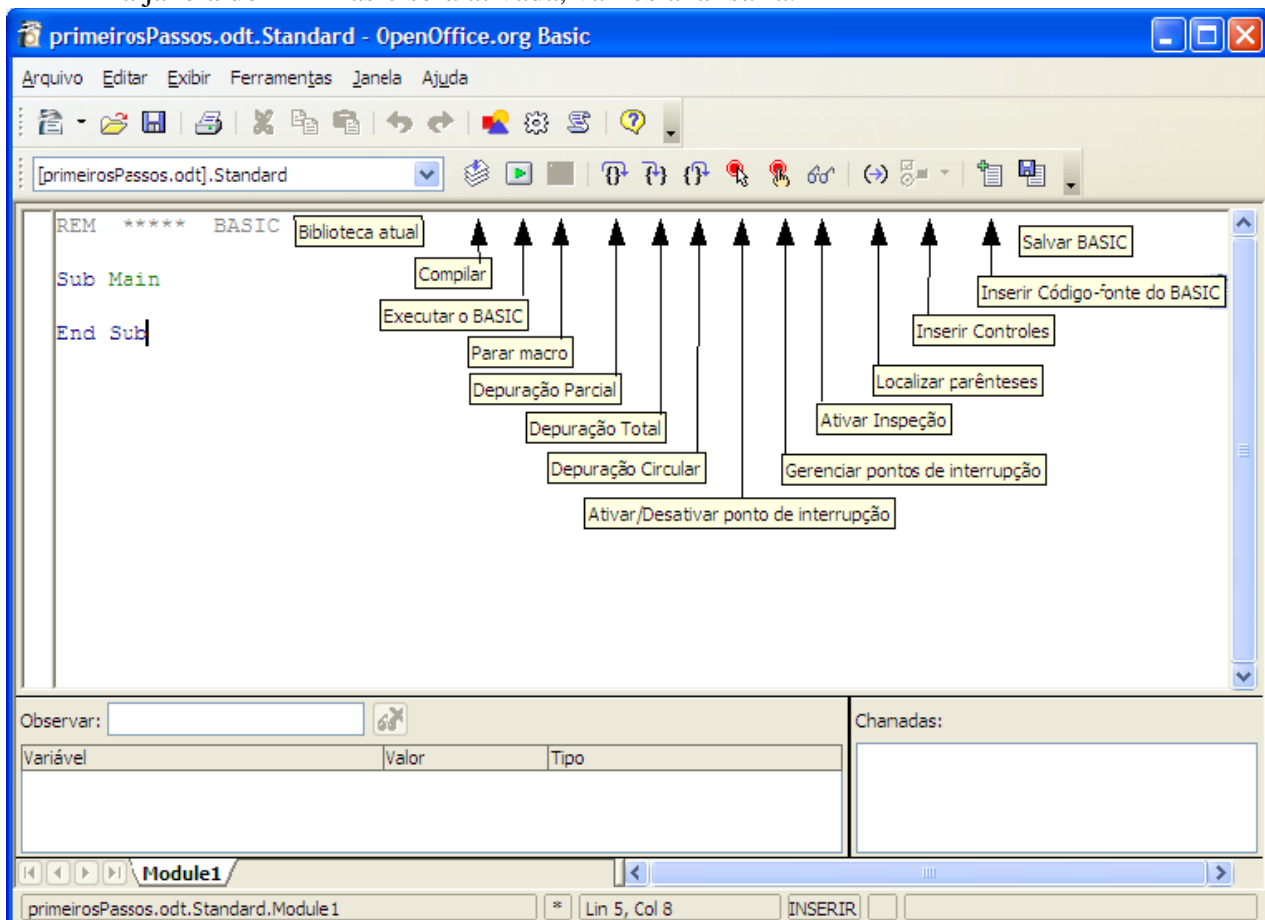 primeirosPassos.odt.Standard - OpenOffice.org Basic
Arquivo Editar Exibir Ferramentas Janela Ajuda
[primeirosPassos.odt].Standard
REM ***** BASIC
Biblioteca atual
Salvar BASIC
Compilar
Sub Main
Inserir Código-fonte do BASIC
Executar o BASIC
End Sub
Inserir Controles
Parar macro
Localizar parênteses
Depuração Parcial
Ativar Inspeção
Depuração Total
Depuração Circular
Gerenciar pontos de interrupção
Ativar/Desativar ponto de interrupção
Observar:
Chanadas:
Variável Valor Tipo
Module1
primeirosPassos.odt.Standard.Module1 * Lin 5, Col 8 INSERIR